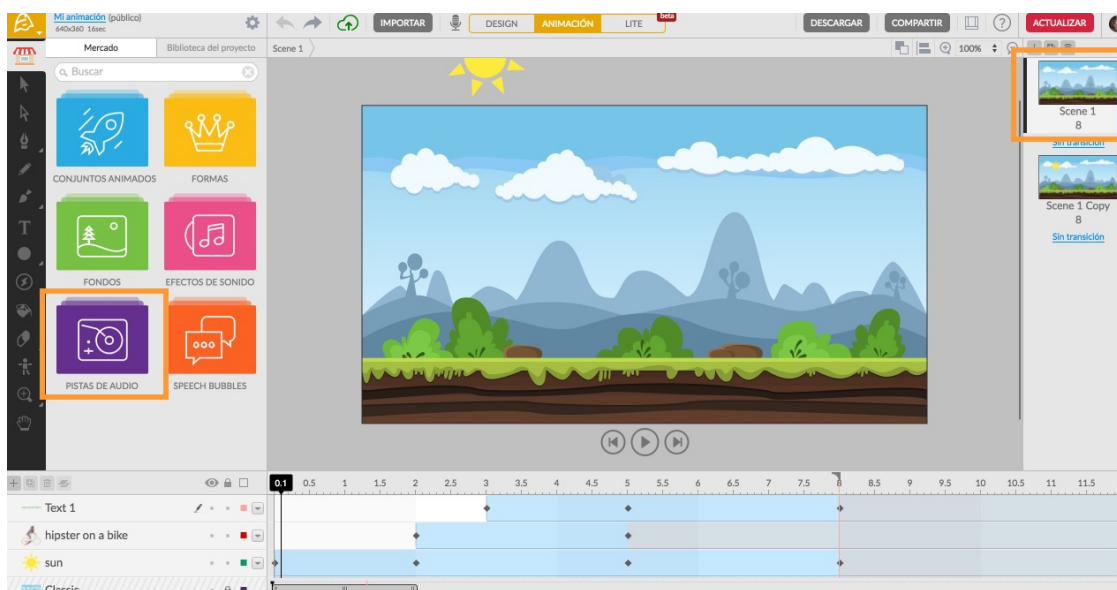 Mi animación (público)
640x360 16sec
IMPORTAR
DESIGN
ANIMACIÓN
LITE
beta
DESCARGAR
COMPARTIR
?
ACTUALIZAR
Mercado
Biblioteca del proyecto
Scene 1
100%
Buscar
CONJUNTOS ANIMADOS
FORMAS
FONDOS
EFECTOS DE SONIDO
PISTAS DE AUDIO
SPEECH BUBBLES
Scene 1
8
Sin transición
Scene 1 Copy
8
Sin transición
0.1 0.5 1 1.5 2 2.5 3 3.5 4 4.5 5 5.5 6 6.5 7 7.5 8 8.5 9 9.5 10 10.5 11 11.5
Text 1
hipster on a bike
sun
Classic